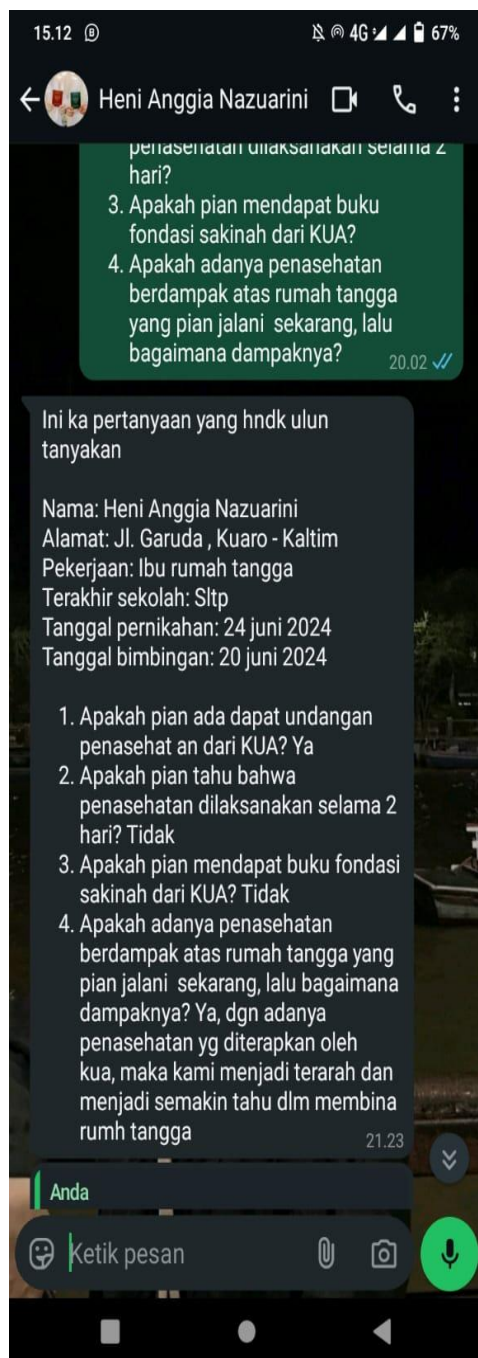 15.12
4G 67%
Heni Anggia Nazuarini
penasehatan dilaksanakan selama 2
hari?
3. Apakah pian mendapat buku
fondasi sakinah dari KUA?
4. Apakah adanya penasehatan
berdampak atas rumah tangga
yang pian jalani sekarang, lalu
bagaimana dampaknya?
20.02
Ini ka pertanyaan yang hndk ulun
tanyakan
Nama: Heni Anggia Nazuarini
Alamat: Jl. Garuda , Kuaro - Kaltim
Pekerjaan: Ibu rumah tangga
Terakhir sekolah: Sltp
Tanggal pernikahan: 24 juni 2024
Tanggal bimbingan: 20 juni 2024
1. Apakah pian ada dapat undangan
penasehat an dari KUA? Ya
2. Apakah pian tahu bahwa
penasehatan dilaksanakan selama 2
hari? Tidak
3. Apakah pian mendapat buku fondasi
sakinah dari KUA? Tidak
4. Apakah adanya penasehatan
berdampak atas rumah tangga yang
pian jalani sekarang, lalu bagaimana
dampaknya? Ya, dgn adanya
penasehatan yg diterapkan oleh
kua, maka kami menjadi terarah dan
menjadi semakin tahu dlm membina
rumh tangga
21.23
Anda
Ketik pesan